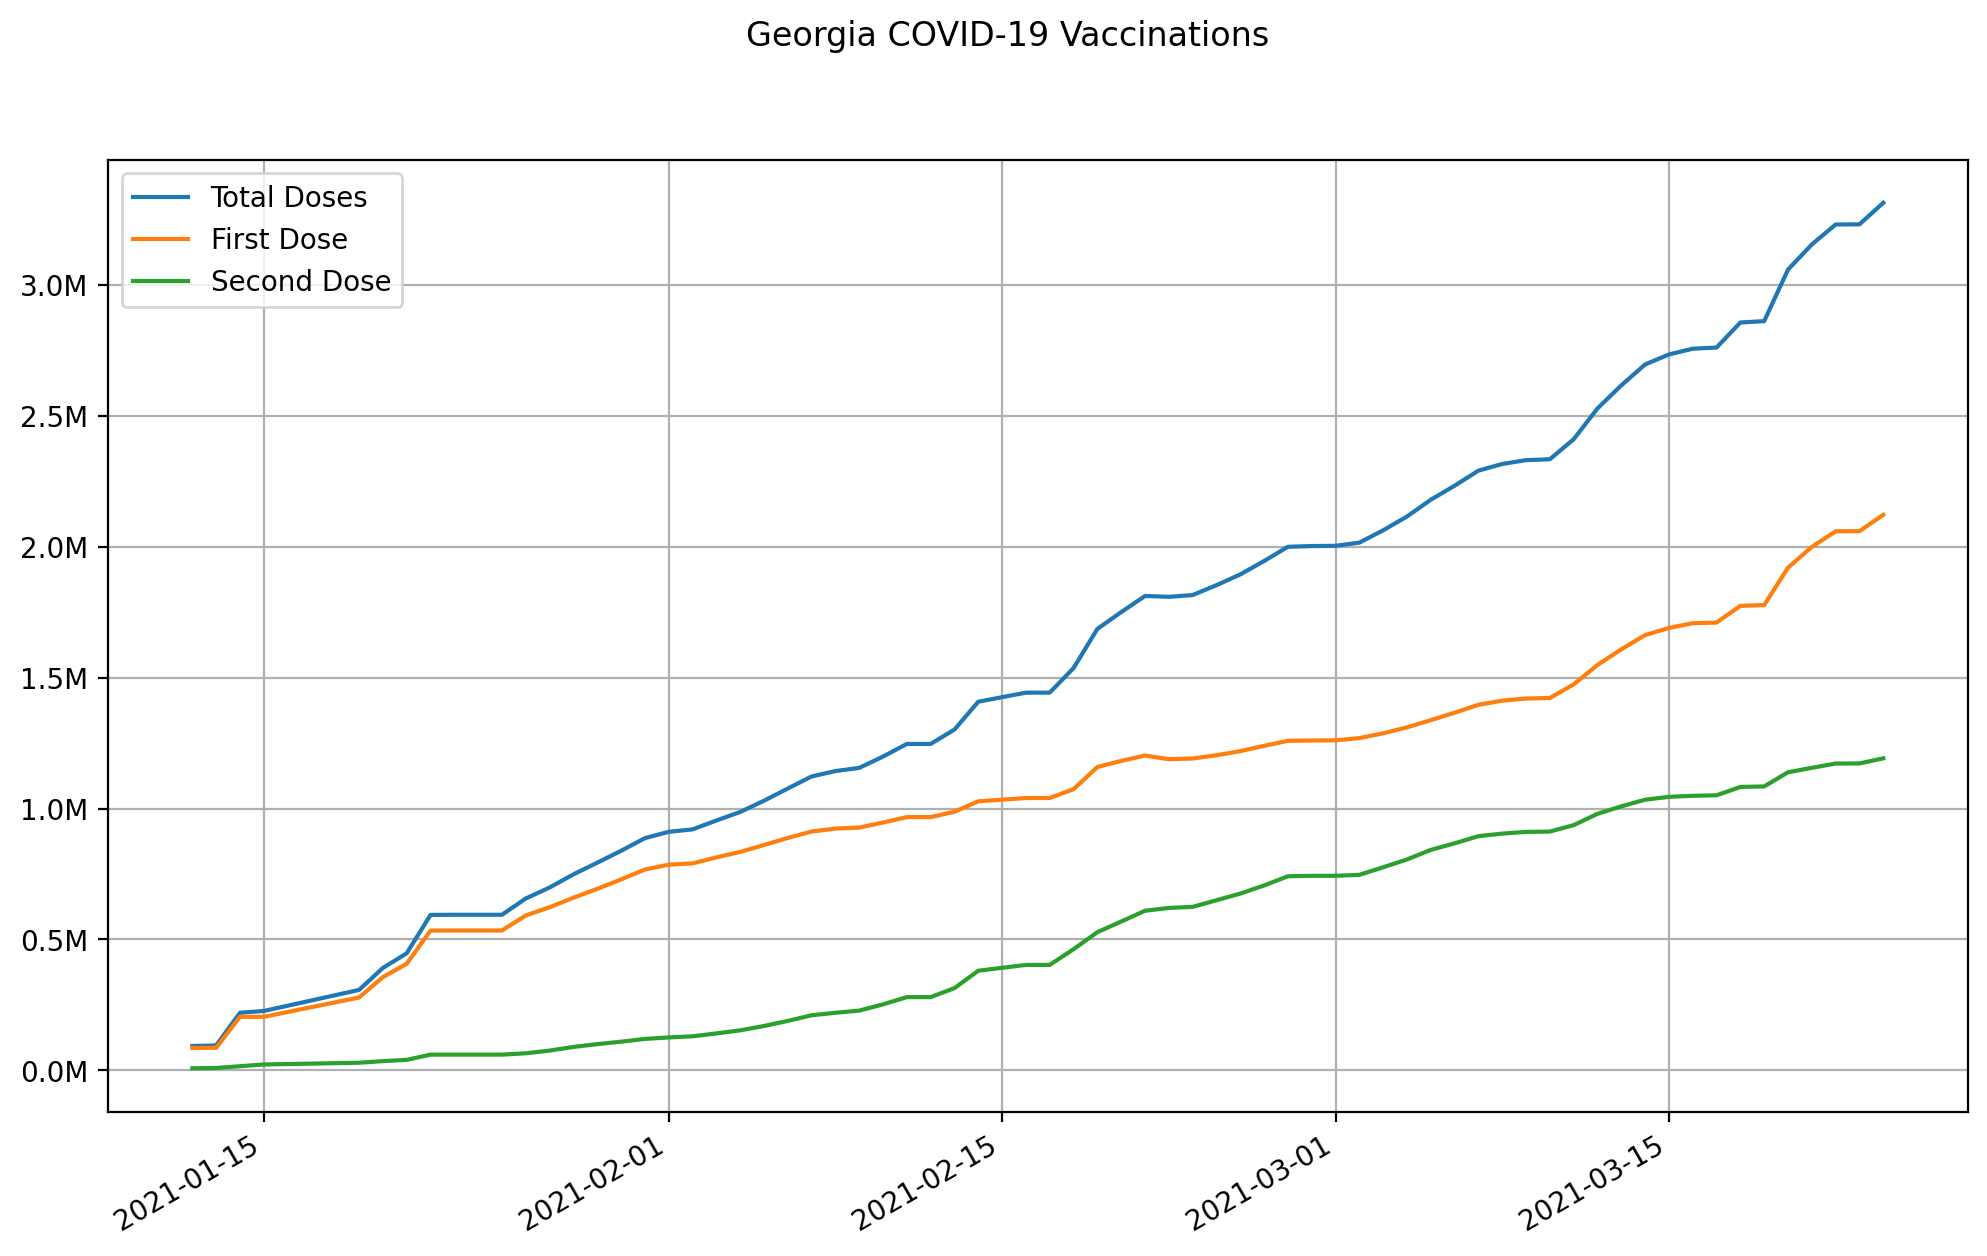 Georgia COVID-19 Vaccinations
Total Doses
First Dose
Second Dose
3.0M
2.5M
2.0M
1.5M
1.0M
0.5M
0.0M
2021-01-15
2021-02-01
2021-02-15
2021-03-01
2021-03-15